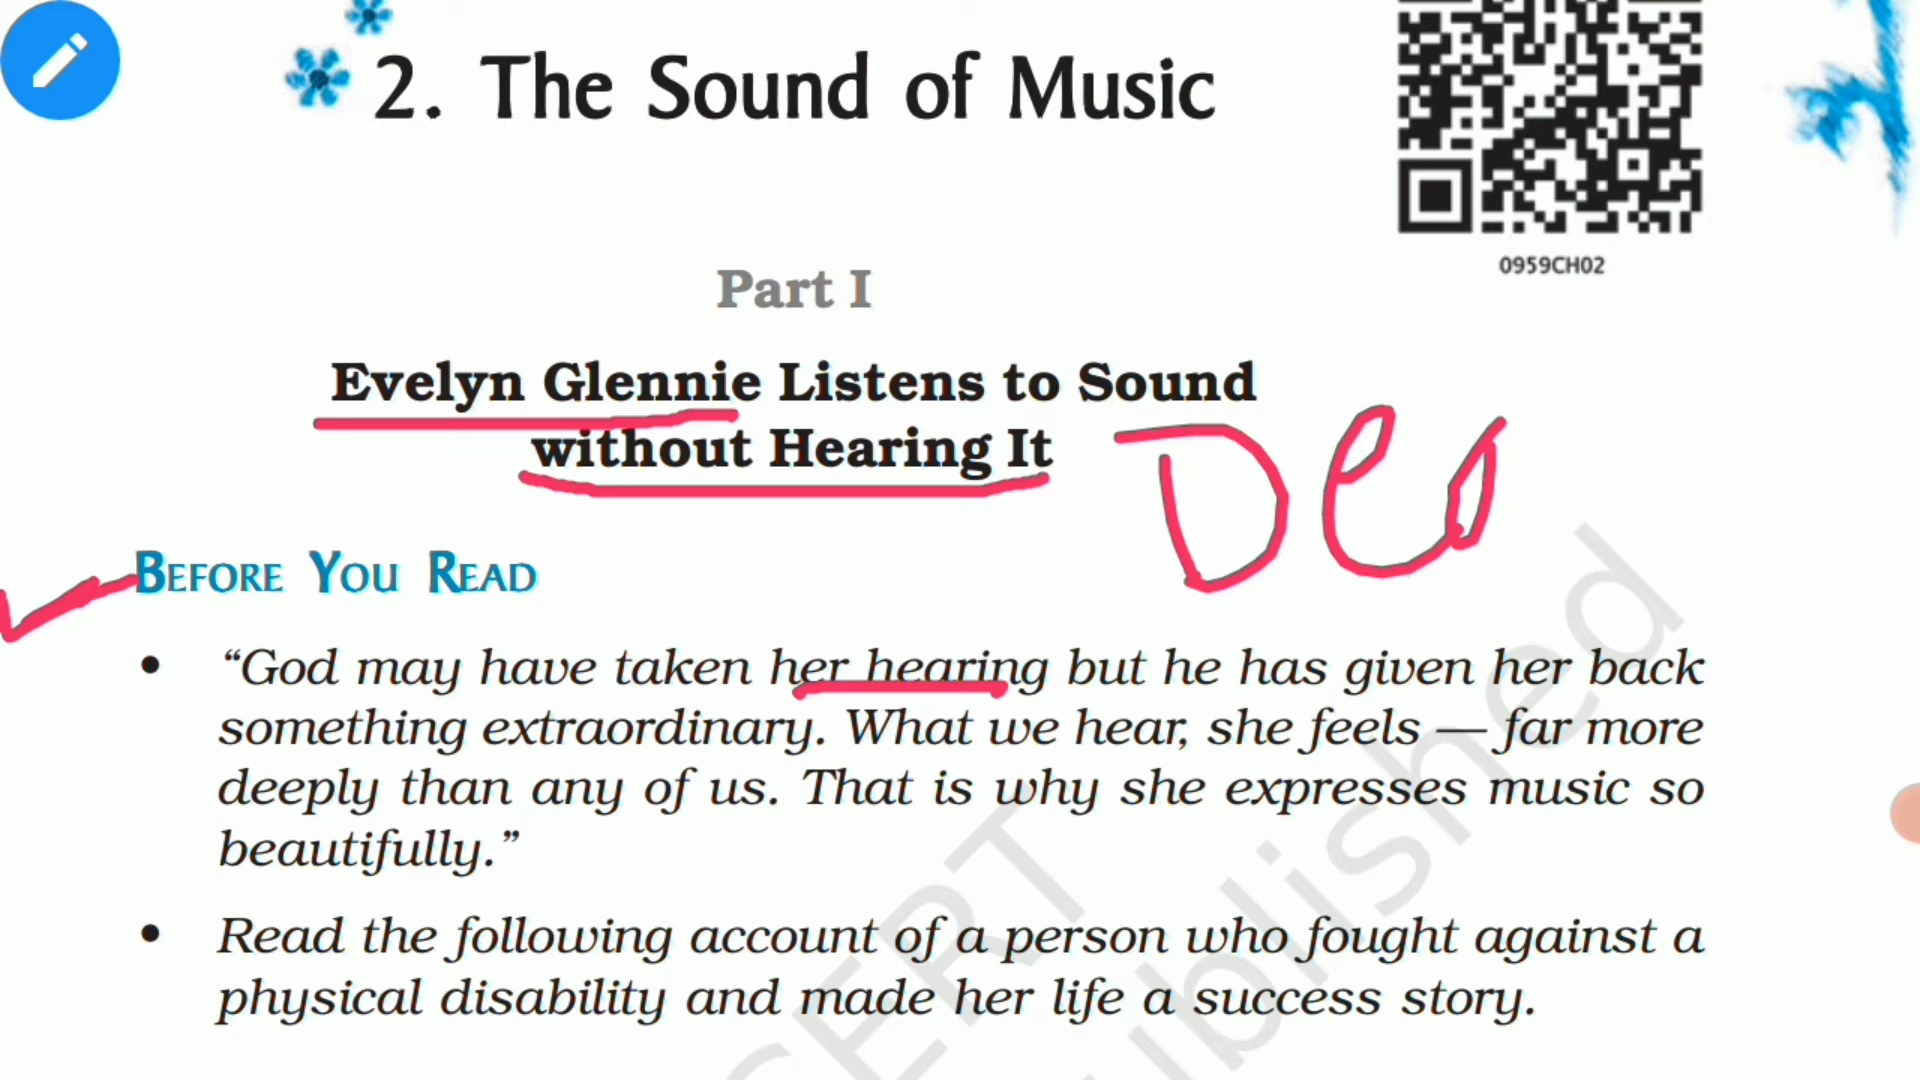 2. The Sound of Music
0959CH02
Part I
Evelyn Glennie Listens to Sound
without Hearing It
Dea
BEFORE YOU READ
• “God may have taken her hearing but he has given her back
something extraordinary. What we hear, she feels — far more
deeply than any of us. That is why she expresses music so
beautifully.”
• Read the following account of a person who fought against a
physical disability and made her life a success story.